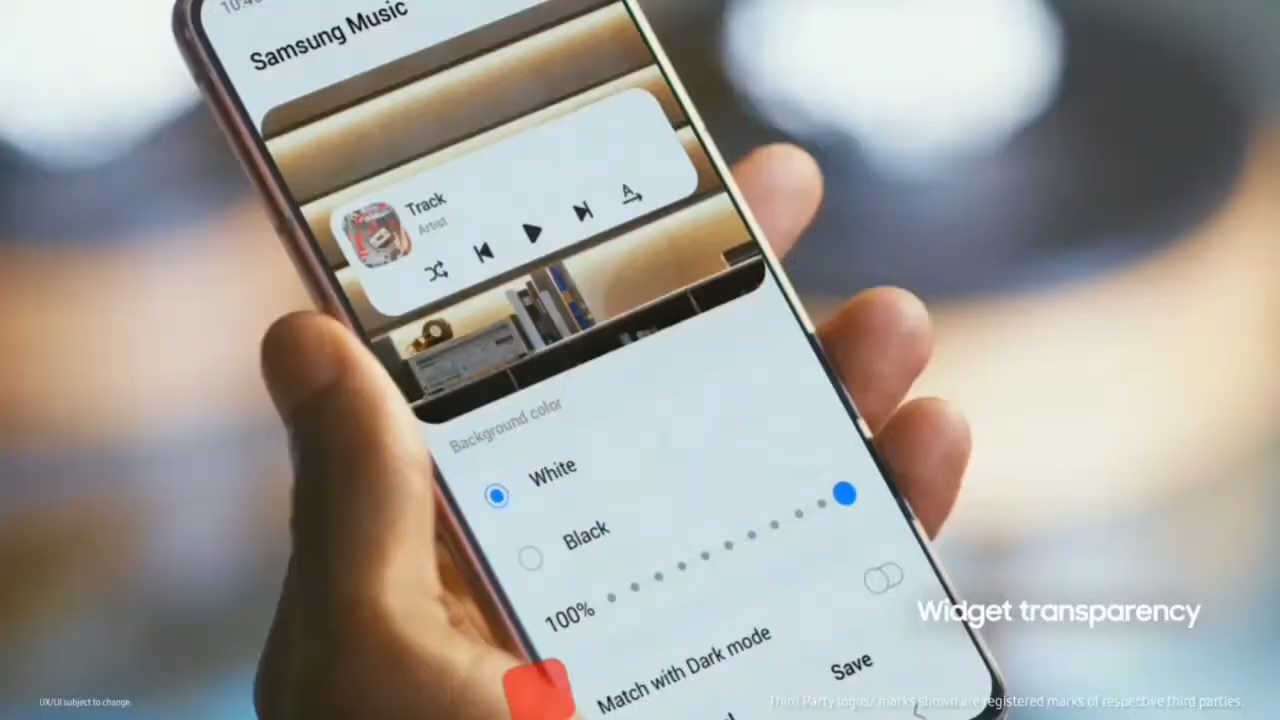 Samsung Music
Track
Artist
Background color
White
Black
100%
Match with Dark mode
Save
Widget transparency
UX/UI subject to change.
Third Party logos/ marks shown are registered marks of respective third parties.